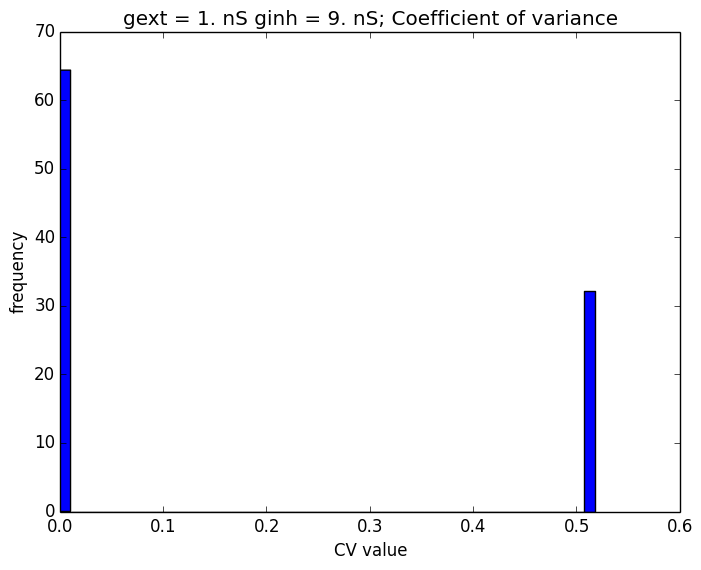 gext = 1. nS ginh = 9. nS; Coefficient of variance
70
60
50
40
30
20
10
0
frequency
0.0 0.1 0.2 0.3 0.4 0.5 0.6
CV value